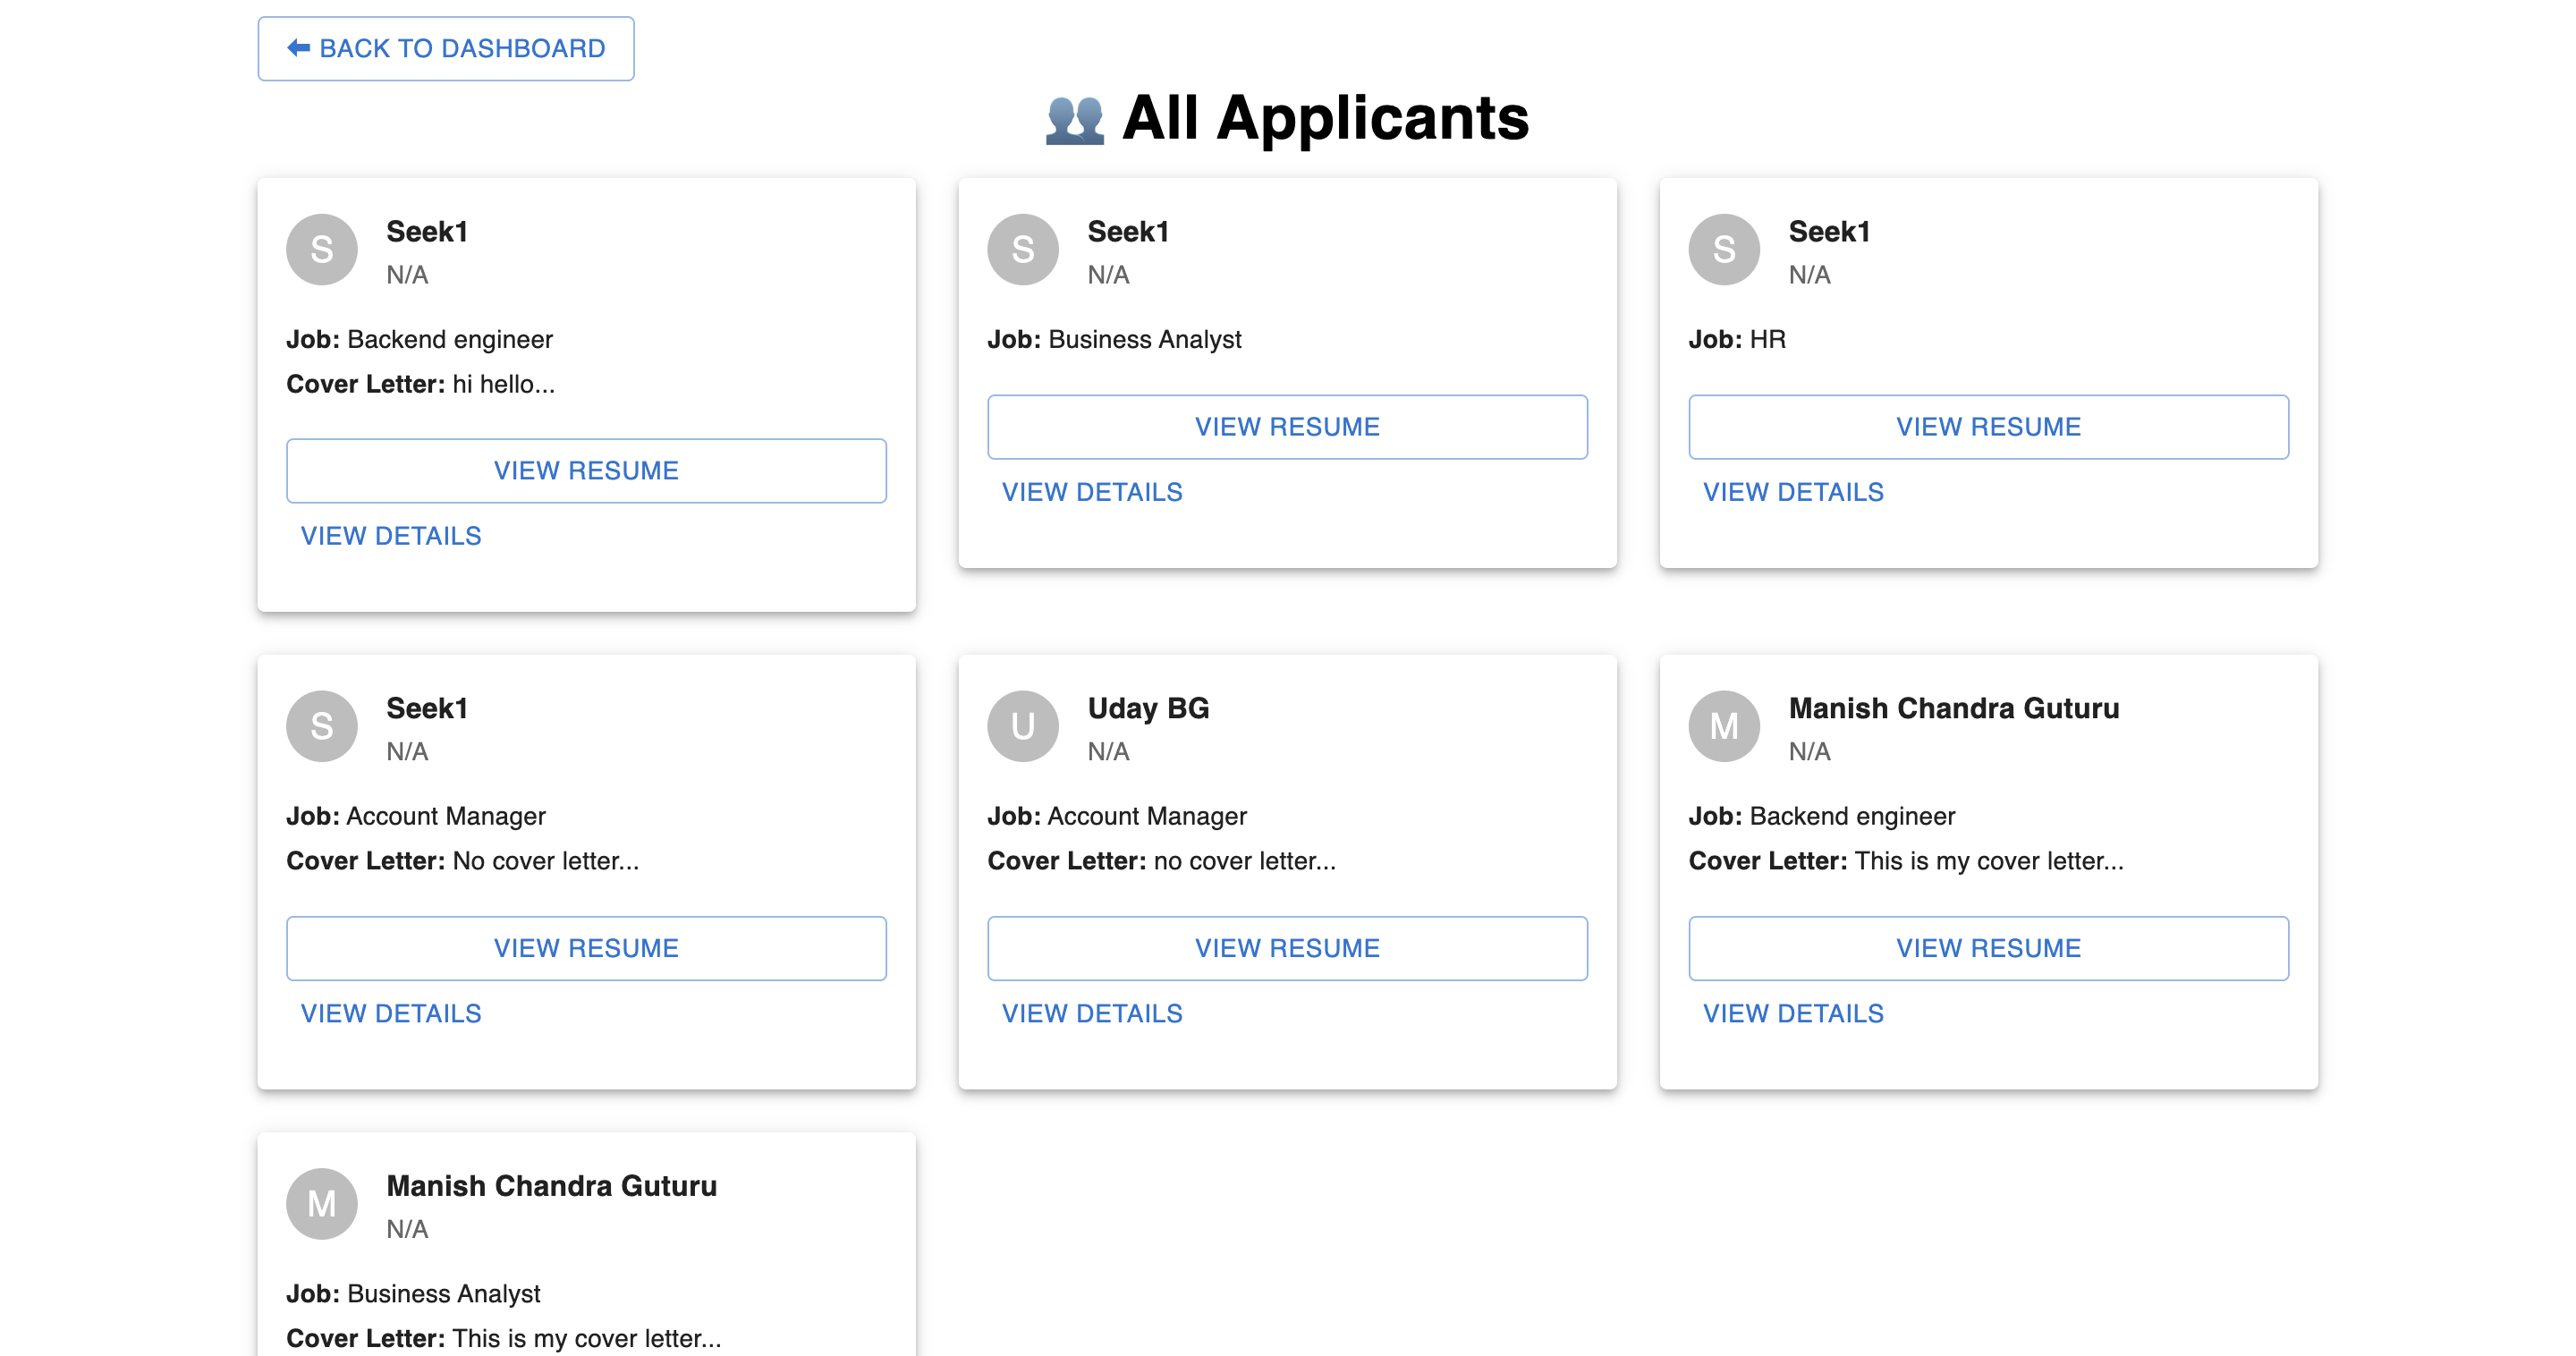 ⬅ BACK TO DASHBOARD
👥 All Applicants
S
Seek1
N/A
Job: Backend engineer
Cover Letter: hi hello...
VIEW RESUME
VIEW DETAILS
S
Seek1
N/A
Job: Business Analyst
VIEW RESUME
VIEW DETAILS
S
Seek1
N/A
Job: HR
VIEW RESUME
VIEW DETAILS
S
Seek1
N/A
Job: Account Manager
Cover Letter: No cover letter...
VIEW RESUME
VIEW DETAILS
U
Uday BG
N/A
Job: Account Manager
Cover Letter: no cover letter...
VIEW RESUME
VIEW DETAILS
M
Manish Chandra Guturu
N/A
Job: Backend engineer
Cover Letter: This is my cover letter...
VIEW RESUME
VIEW DETAILS
M
Manish Chandra Guturu
N/A
Job: Business Analyst
Cover Letter: This is my cover letter...